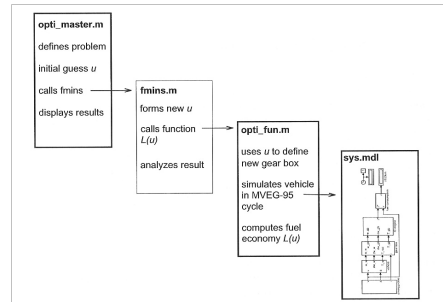 opti_master.m
defines problem
initial guess u
calls fmins
displays results
fmins.m
forms new u
calls function
L(u)
analyzes result
opti_fun.m
uses u to define
new gear box
simulates vehicle
in MVEG-95
cycle
computes fuel
economy L(u)
sys.mdl